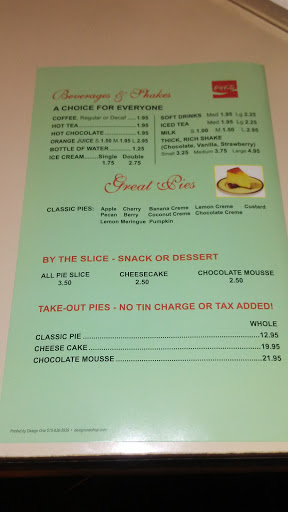 Beverages & Shakes
Coca-Cola
A CHOICE FOR EVERYONE
COFFEE, Regular or Decaf ..... 1.95
HOT TEA ........................ 1.95
HOT CHOCOLATE ............ 1.95
ORANGE JUICE S 1.50 M 1.95 L 2.95
BOTTLE OF WATER ............ 1.25
ICE CREAM ........... Single Double
1.75 2.75
SOFT DRINKS Med 1.95 Lg 2.25
ICED TEA Med 1.95 Lg 2.25
MILK S 1.00 M 1.50 L 2.95
THICK, RICH SHAKE
(Chocolate, Vanilla, Strawberry)
Small 3.25 Medium 3.75 Large 4.95
Great Pies
CLASSIC PIES: Apple Cherry Banana Creme Lemon Creme Custard
Pecan Berry Coconut Creme Chocolate Creme
Lemon Meringue Pumpkin
BY THE SLICE - SNACK OR DESSERT
ALL PIE SLICE CHEESECAKE CHOCOLATE MOUSSE
3.50 2.50 2.50
TAKE-OUT PIES - NO TIN CHARGE OR TAX ADDED!
WHOLE
CLASSIC PIE ........................ 12.95
CHEESE CAKE ........................ 19.95
CHOCOLATE MOUSSE ........................ 21.95